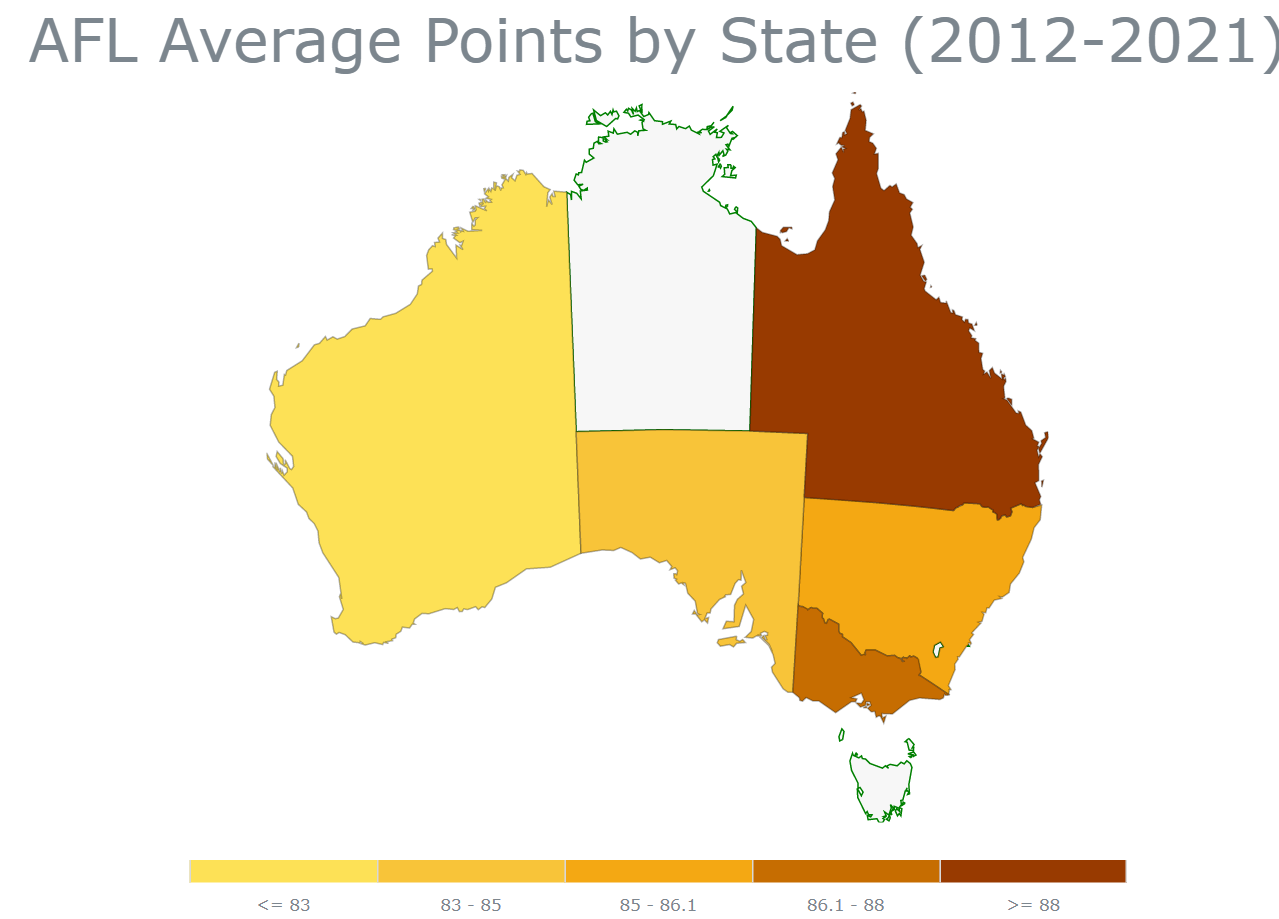 AFL Average Points by State (2012-2021)
<= 83 83 - 85 85 - 86.1 86.1 - 88 >= 88